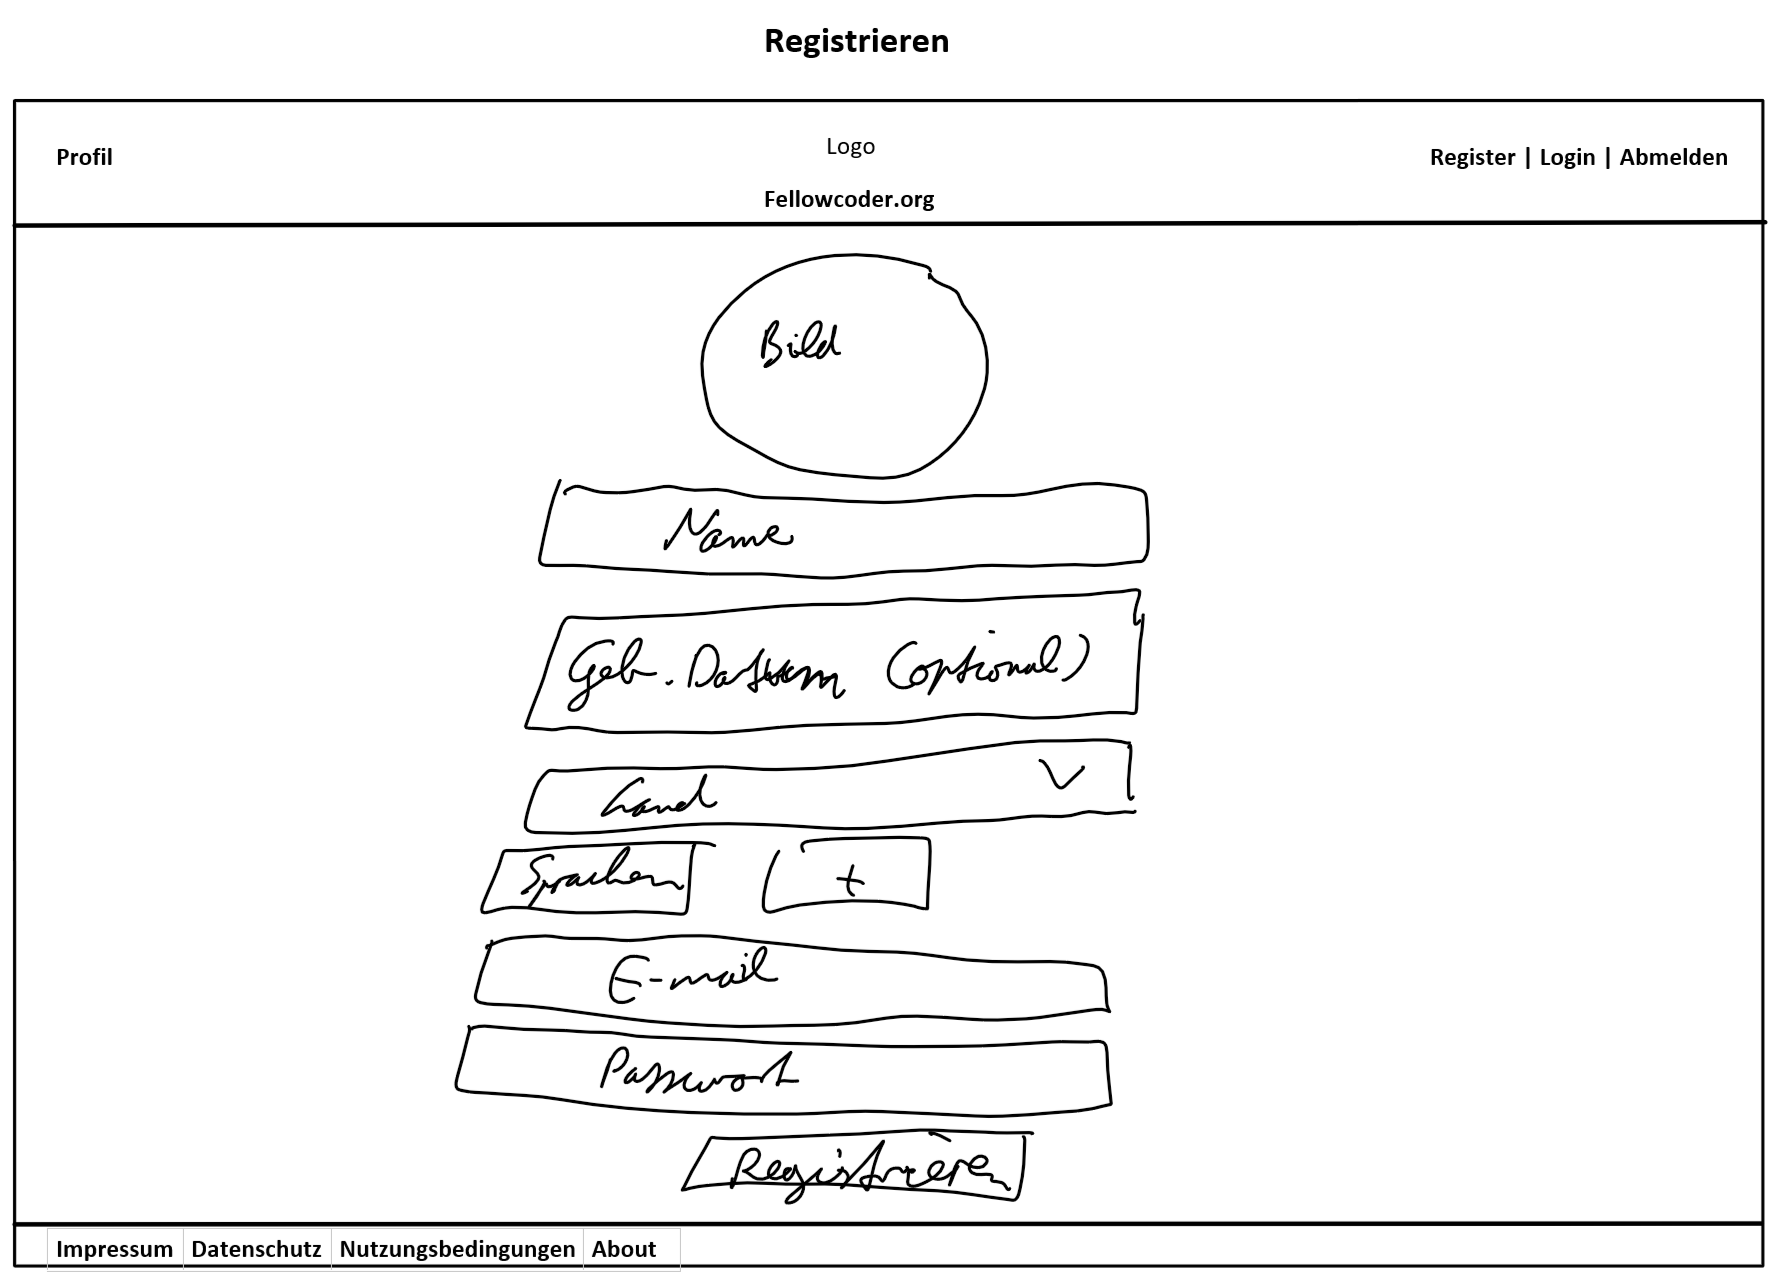 Registrieren
Profil
Logo
Register | Login | Abmelden
Fellowcoder.org
Bild
Name
Geb. Datum (optional)
Land
Sprachen +
E-mail
Passwort
Registrieren
Impressum Datenschutz Nutzungsbedingungen About